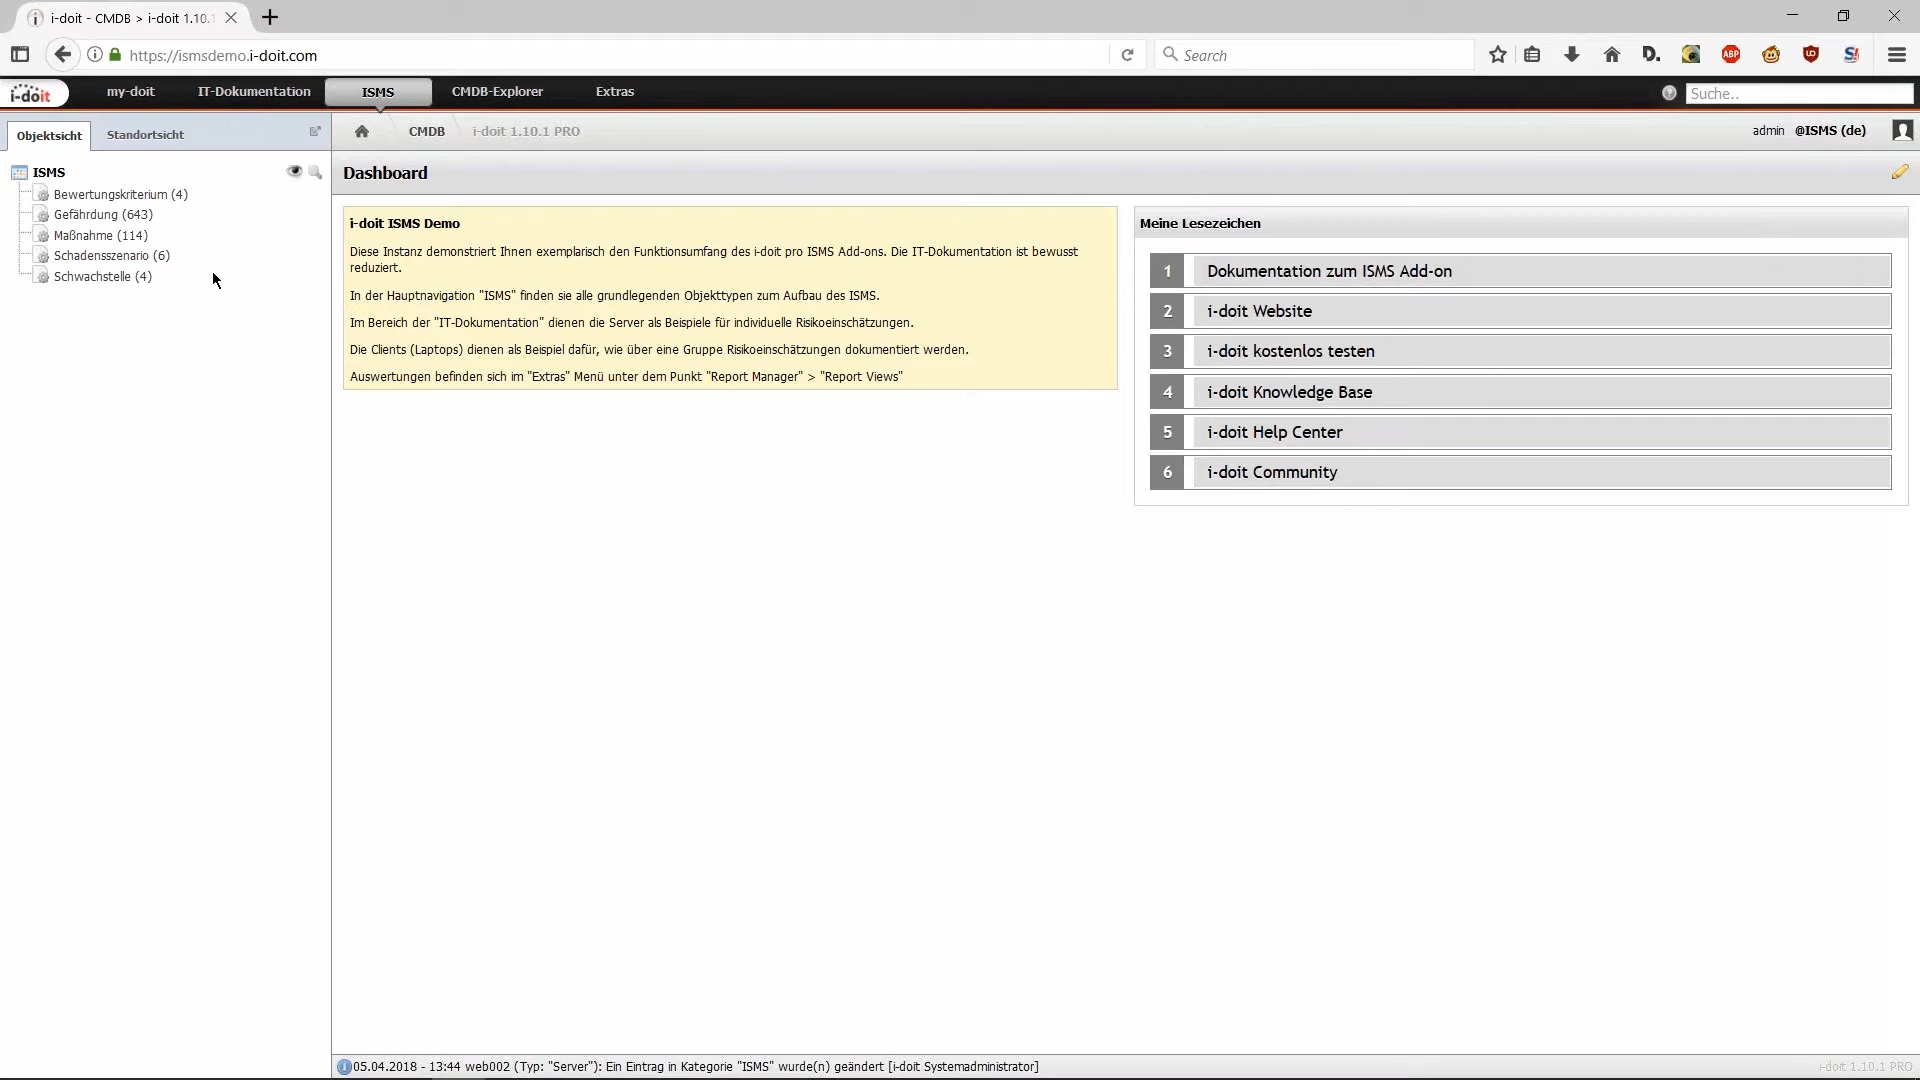 i-doit - CMDB > i-doit 1.10.1
https://ismsdemo.i-doit.com
Search
D.
ABP
S!
i-doit
my-doit
IT-Dokumentation
ISMS
CMDB-Explorer
Extras
Suche..
Objektsicht
Standortsicht
CMDB
i-doit 1.10.1 PRO
admin @ISMS (de)
ISMS
Bewertungskriterium (4)
Gefährdung (643)
Maßnahme (114)
Schadensszenario (6)
Schwachstelle (4)
Dashboard
i-doit ISMS Demo
Diese Instanz demonstriert Ihnen exemplarisch den Funktionsumfang des i-doit pro ISMS Add-ons. Die IT-Dokumentation ist bewusst
reduziert.
In der Hauptnavigation "ISMS" finden sie alle grundlegenden Objekttypen zum Aufbau des ISMS.
Im Bereich der "IT-Dokumentation" dienen die Server als Beispiele für individuelle Risikoeinschätzungen.
Die Clients (Laptops) dienen als Beispiel dafür, wie über eine Gruppe Risikoeinschätzungen dokumentiert werden.
Auswertungen befinden sich im "Extras" Menü unter dem Punkt "Report Manager" > "Report Views"
Meine Lesezeichen
1 Dokumentation zum ISMS Add-on
2 i-doit Website
3 i-doit kostenlos testen
4 i-doit Knowledge Base
5 i-doit Help Center
6 i-doit Community
05.04.2018 - 13:44 web002 (Typ: "Server"): Ein Eintrag in Kategorie "ISMS" wurde(n) geändert [i-doit Systemadministrator]
i-doit 1.10.1 PRO